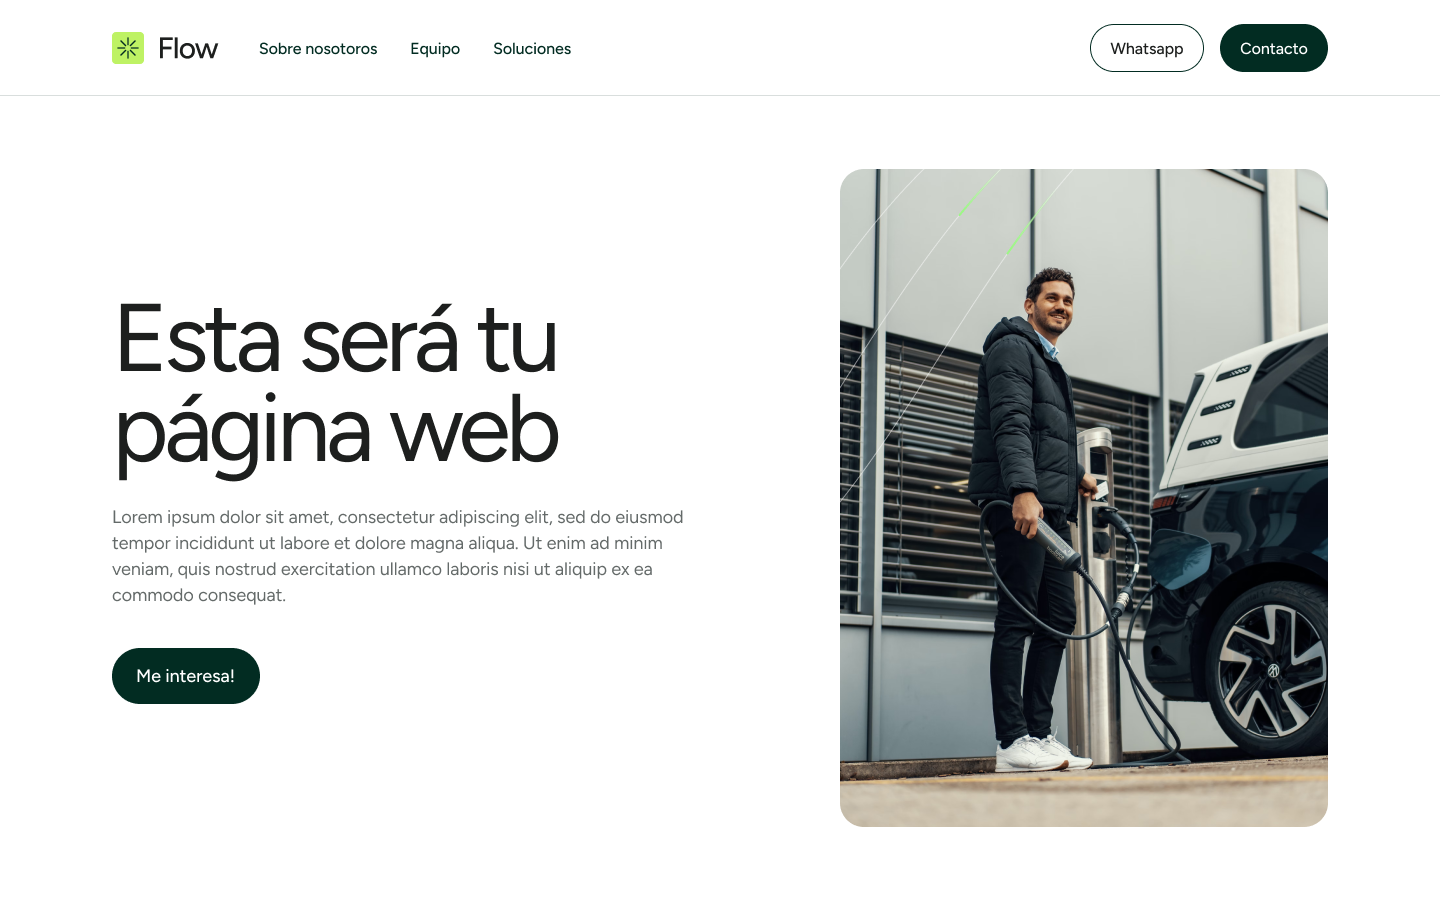 Flow
Sobre nosotoros
Equipo
Soluciones
Whatsapp
Contacto
Esta será tu
página web
Lorem ipsum dolor sit amet, consectetur adipiscing elit, sed do eiusmod
tempor incididunt ut labore et dolore magna aliqua. Ut enim ad minim
veniam, quis nostrud exercitation ullamco laboris nisi ut aliquip ex ea
commodo consequat.
Me interesa!